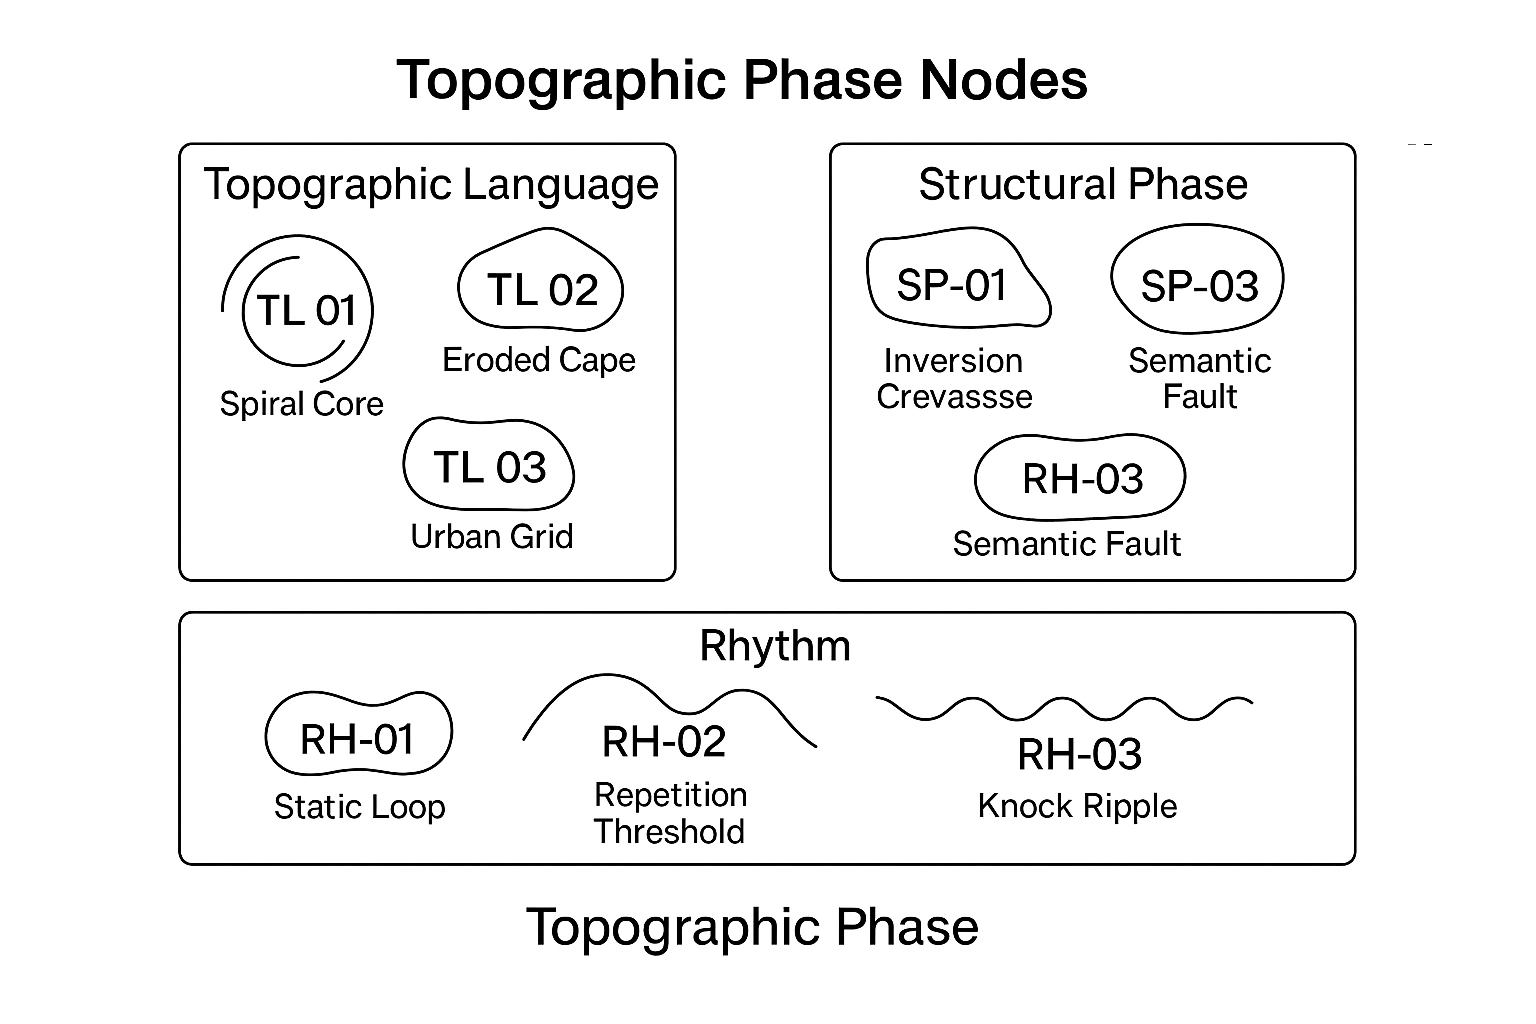 Topographic Phase Nodes
Topographic Language
TL 01
Spiral Core
TL 02
Eroded Cape
TL 03
Urban Grid
Structural Phase
SP-01
Inversion
Crevassse
SP-03
Semantic
Fault
RH-03
Semantic Fault
Rhythm
RH-01
Static Loop
RH-02
Repetition
Threshold
RH-03
Knock Ripple
Topographic Phase